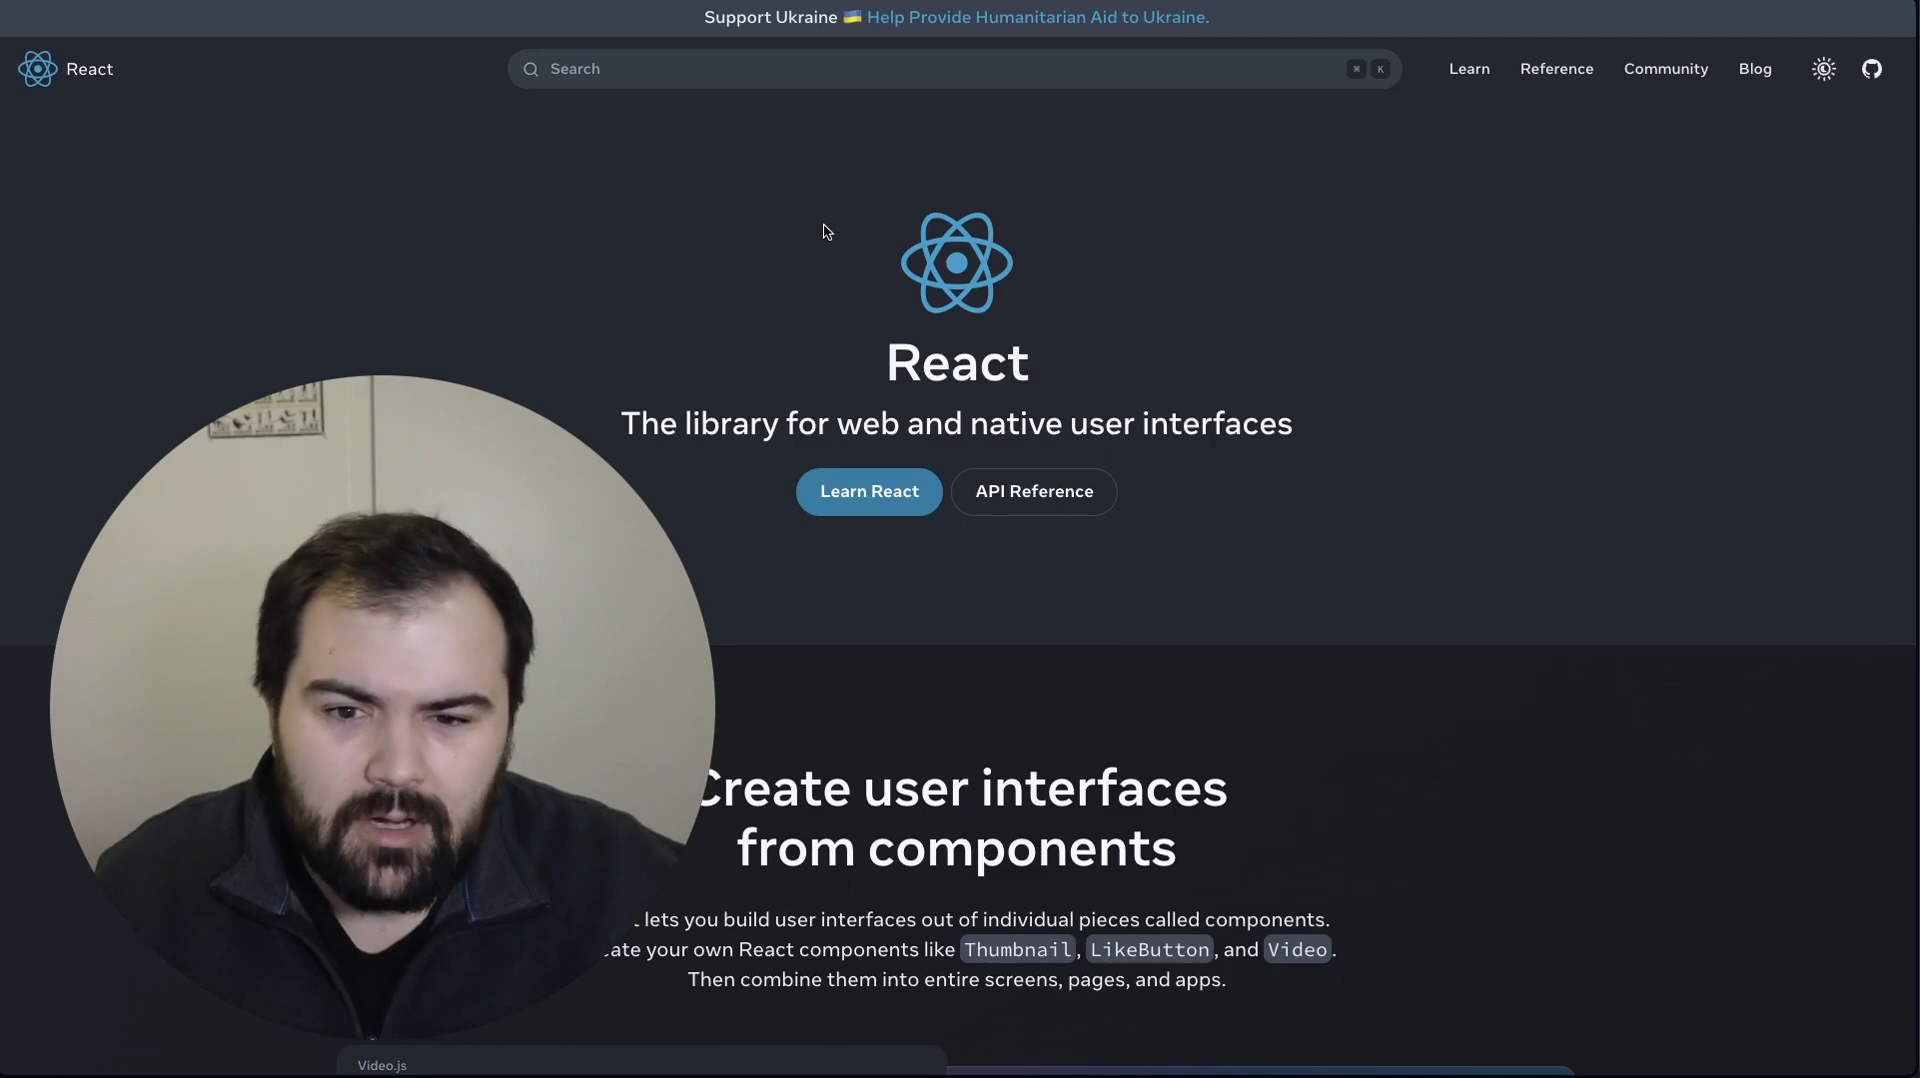 Support Ukraine 🇺🇦 Help Provide Humanitarian Aid to Ukraine.
React
Search
⌘ K
Learn
Reference
Community
Blog
React
The library for web and native user interfaces
Learn React
API Reference
Create user interfaces
from components
lets you build user interfaces out of individual pieces called components.
your own React components like Thumbnail, LikeButton, and Video.
Then combine them into entire screens, pages, and apps.
Video.js